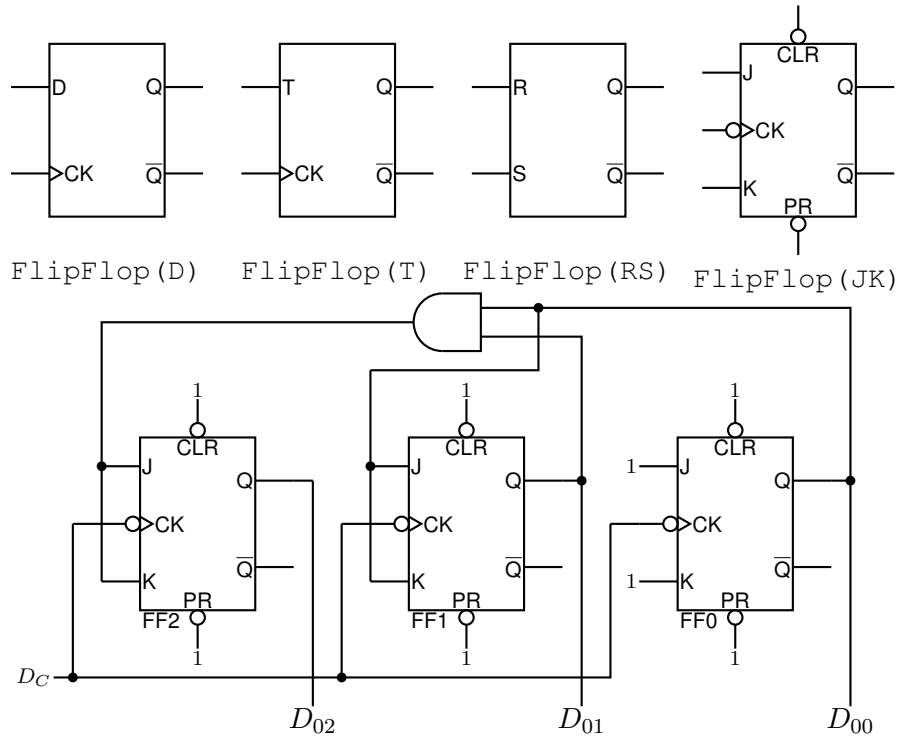 CLR
D Q T Q R Q J Q
CK
CK Q̅ CK Q̅ S Q̅ K Q̅
PR
FlipFlop(D) FlipFlop(T) FlipFlop(RS) FlipFlop(JK)
1 1 1
CLR CLR CLR
J Q J Q 1 J Q
CK CK CK
K Q̅ K Q̅ 1 K Q̅
PR PR PR
FF2 FF1 FF0
1 1 1
D_C
D_02 D_01 D_00